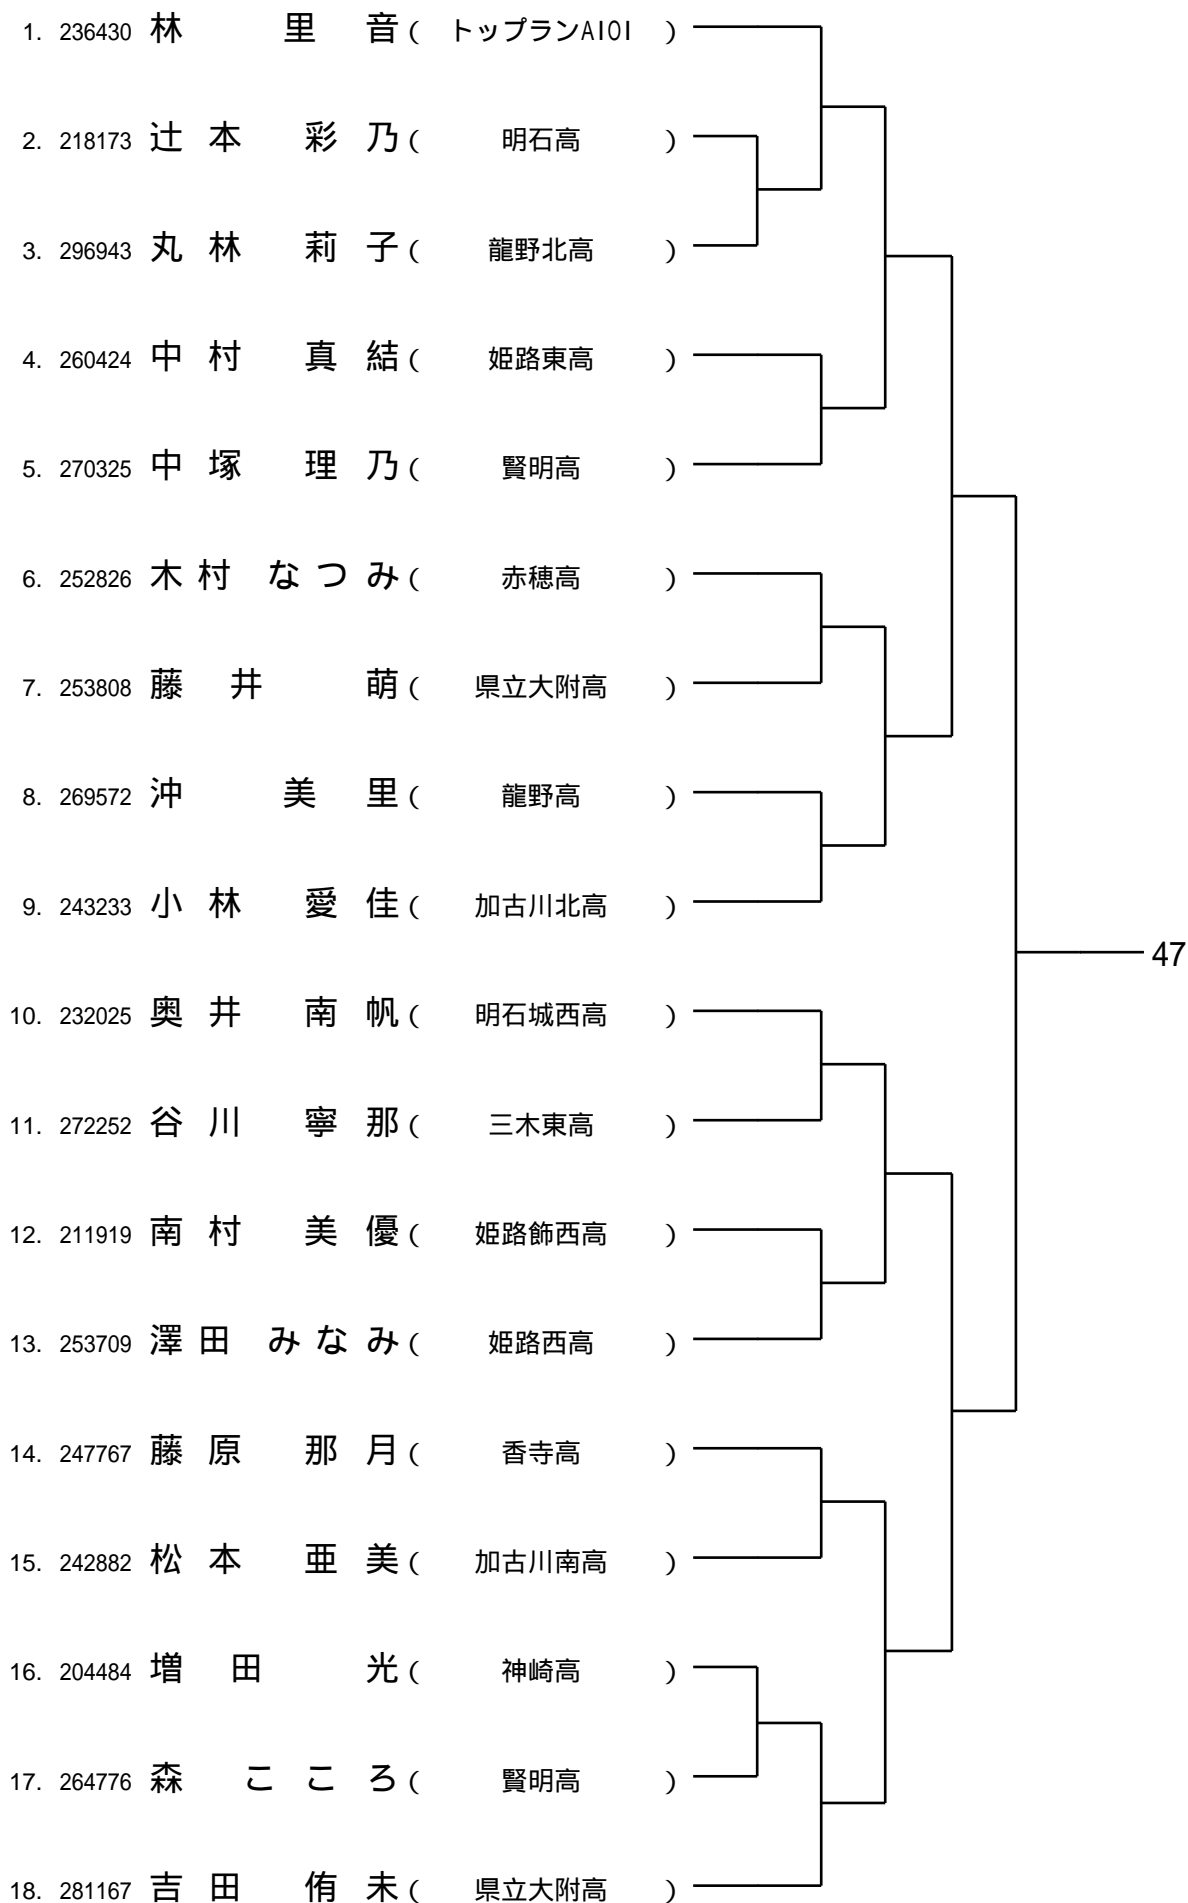 1. 236430 林 里 音 ( トップランAIOI )
2. 218173 辻 本 彩 乃 ( 明石高 )
3. 296943 丸 林 莉 子 ( 龍野北高 )
4. 260424 中 村 真 結 ( 姫路東高 )
5. 270325 中 塚 理 乃 ( 賢明高 )
6. 252826 木 村 な つ み ( 赤穂高 )
7. 253808 藤 井 萌 ( 県立大附高 )
8. 269572 沖 美 里 ( 龍野高 )
9. 243233 小 林 愛 佳 ( 加古川北高 )
47
10. 232025 奥 井 南 帆 ( 明石城西高 )
11. 272252 谷 川 寧 那 ( 三木東高 )
12. 211919 南 村 美 優 ( 姫路飾西高 )
13. 253709 澤 田 み な み ( 姫路西高 )
14. 247767 藤 原 那 月 ( 香寺高 )
15. 242882 松 本 亜 美 ( 加古川南高 )
16. 204484 増 田 光 ( 神崎高 )
17. 264776 森 こ こ ろ ( 賢明高 )
18. 281167 吉 田 侑 未 ( 県立大附高 )